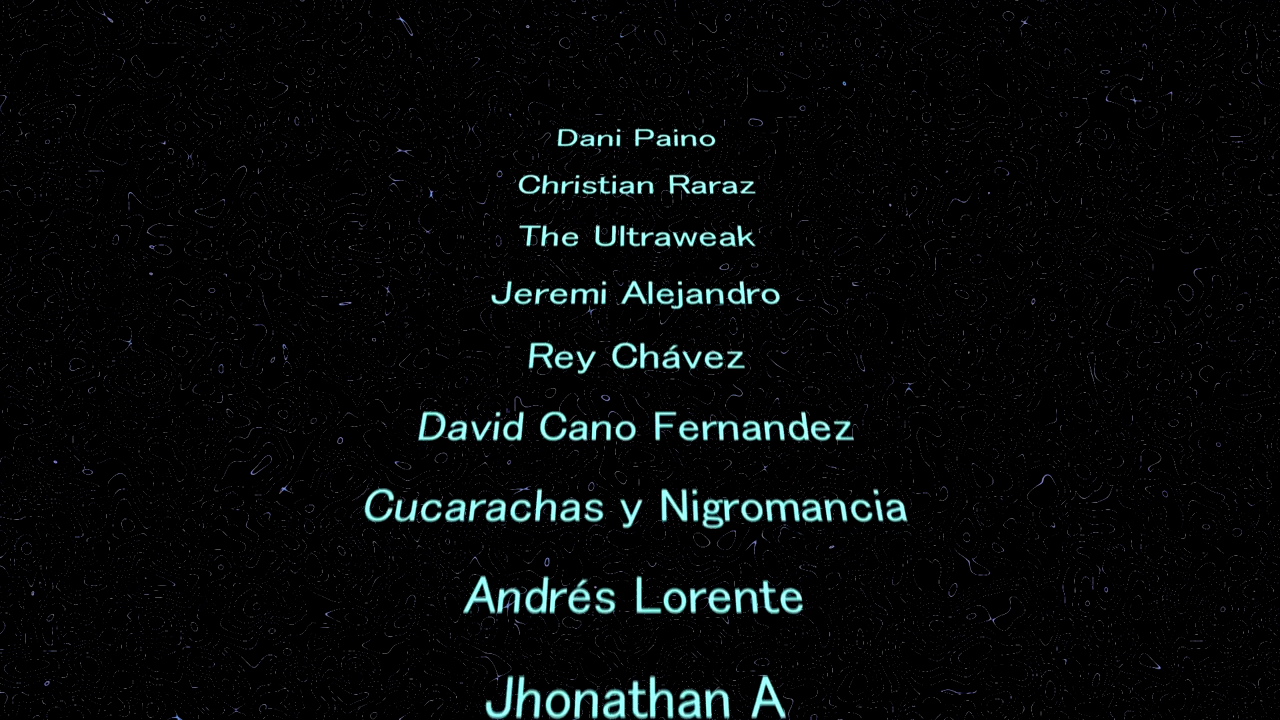 Dani Paino
Christian Raraz
The Ultraweak
Jeremi Alejandro
Rey Chávez
David Cano Fernandez
Cucarachas y Nigromancia
Andrés Lorente
Jhonathan A